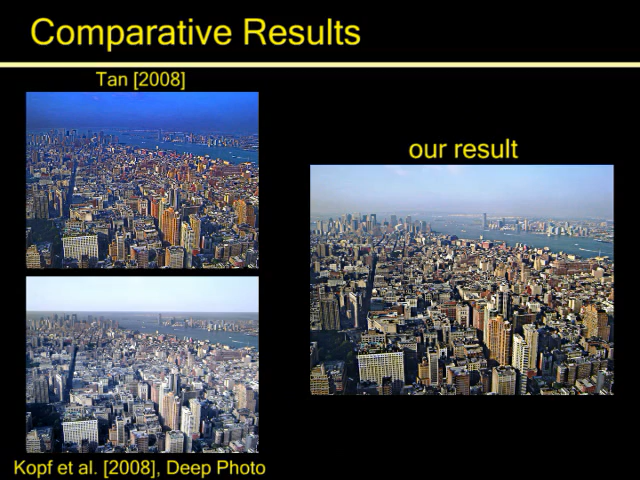 Comparative Results
Tan [2008]
our result
Kopf et al. [2008], Deep Photo